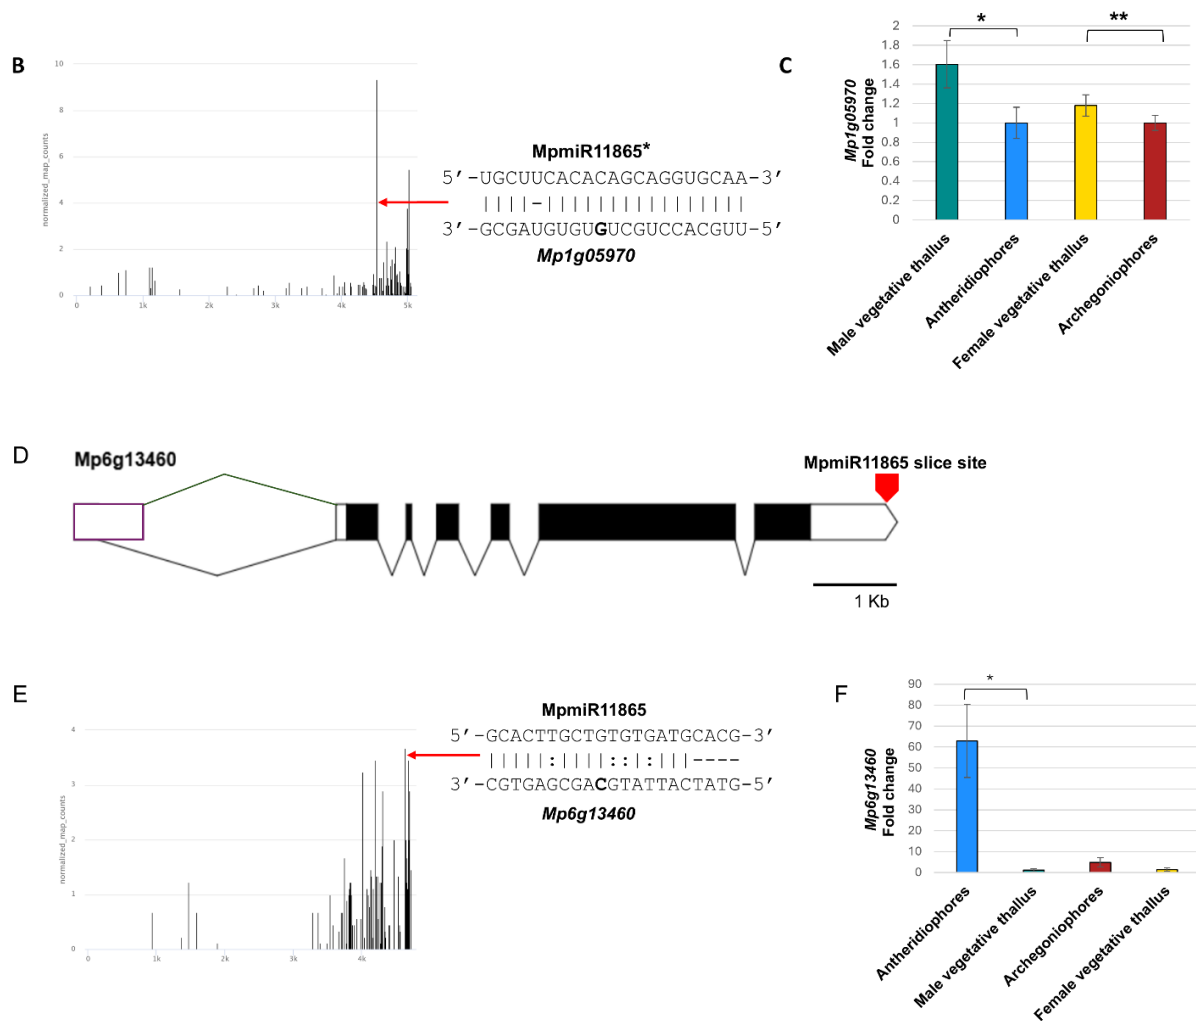 B
normalized_map_counts
10
8
6
4
2
0
0
1k
2k
3k
4k
5k
MpmiR11865*
5′-UGCUUCACACAGCAGGUGCAA-3′
||||-||||||||||||||||
3′-GCGAUGUGUGUCGUCCACGUU-5′
Mp1g05970
C
Mp1g05970
Fold change
2
1.8
1.6
1.4
1.2
1
0.8
0.6
0.4
0.2
0
*
**
Male vegetative thallus
Antheridiophores
Female vegetative thallus
Archegoniophores
D
Mp6g13460
MpmiR11865 slice site
1 Kb
E
normalized_map_counts
4
3
2
1
0
0
1k
2k
3k
4k
MpmiR11865
5′-GCACTTGCTGTGTGATGCACG-3′
|||||:||||::|:|||----
3′-CGTGAGCGACGTATTACTATG-5′
Mp6g13460
F
Mp6g13460
Fold change
90
80
70
60
50
40
30
20
10
0
*
Antheridiophores
Male vegetative thallus
Archegoniophores
Female vegetative thallus